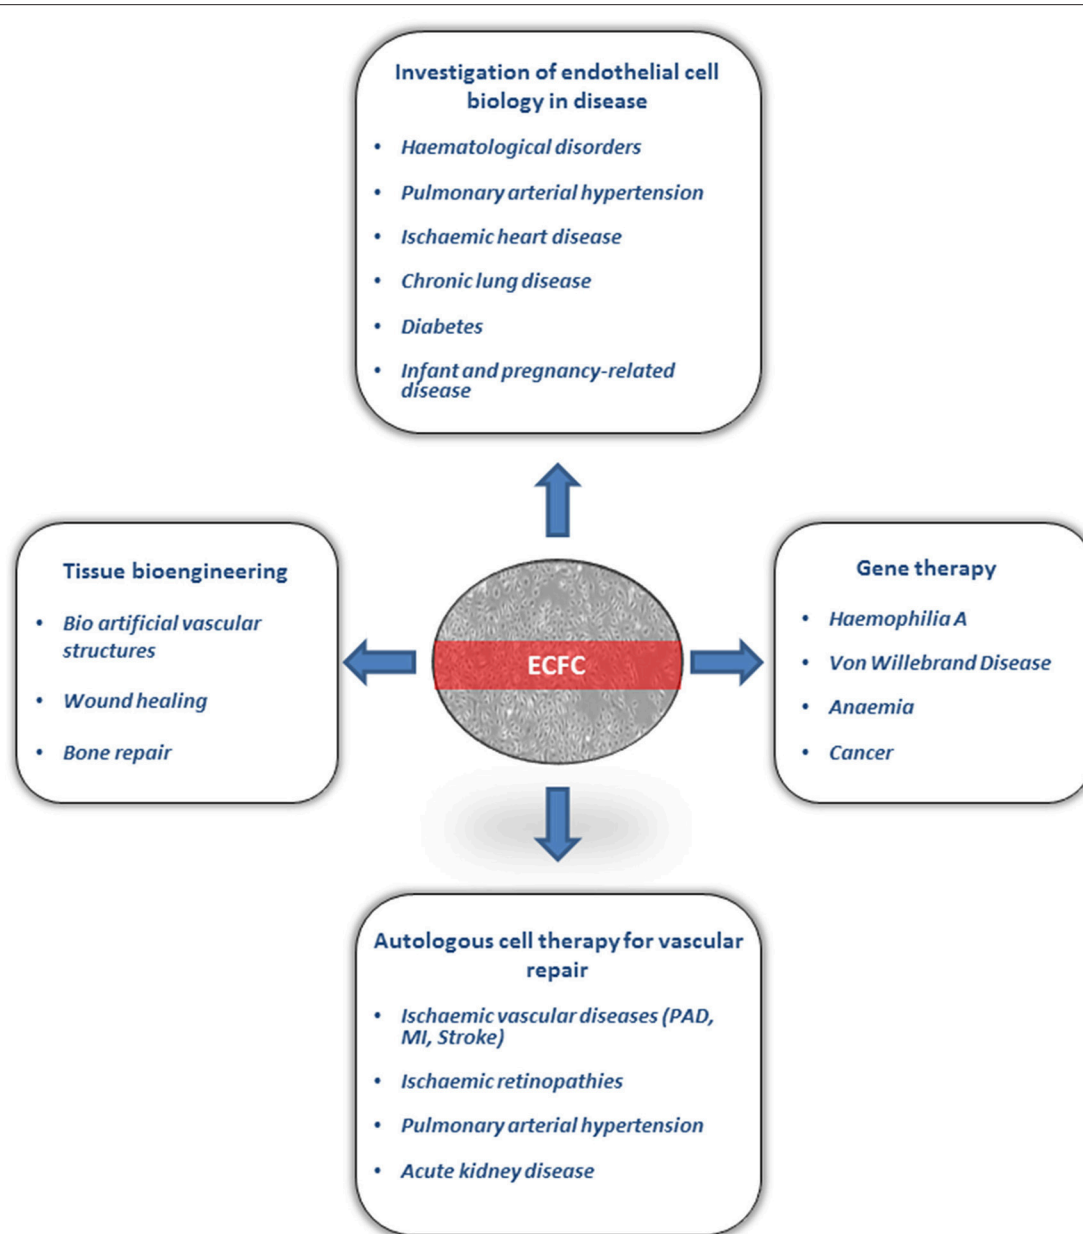 Investigation of endothelial cell
biology in disease
• Haematological disorders
• Pulmonary arterial hypertension
• Ischaemic heart disease
• Chronic lung disease
• Diabetes
• Infant and pregnancy-related
disease
Tissue bioengineering
• Bio artificial vascular
structures
• Wound healing
• Bone repair
ECFC
Gene therapy
• Haemophilia A
• Von Willebrand Disease
• Anaemia
• Cancer
Autologous cell therapy for vascular
repair
• Ischaemic vascular diseases (PAD,
MI, Stroke)
• Ischaemic retinopathies
• Pulmonary arterial hypertension
• Acute kidney disease